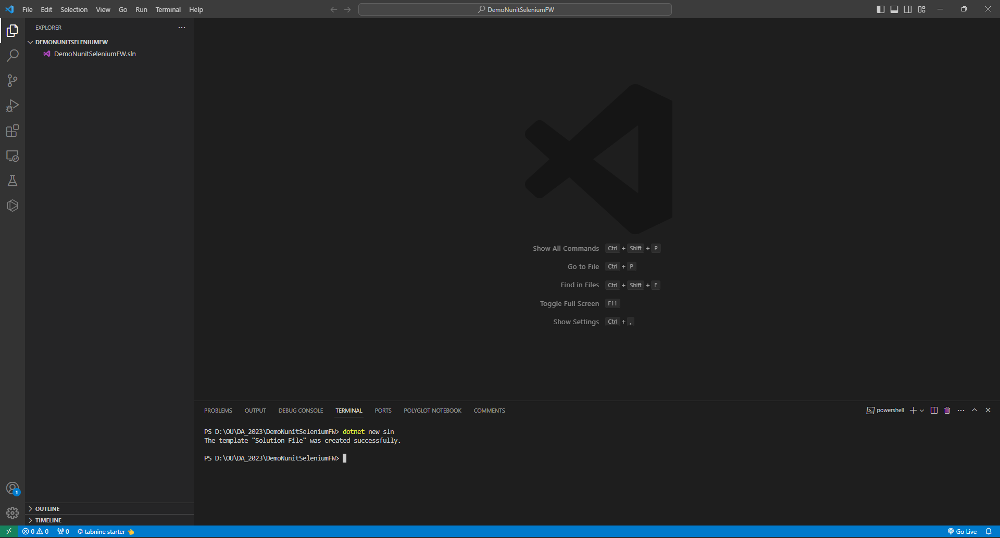 File Edit Selection View Go Run Terminal Help
DemoNunitSeleniumFW
EXPLORER
DEMONUNITSELENIUMFW
DemoNunitSeleniumFW.sln
Show All Commands Ctrl + Shift + P
Go to File Ctrl + P
Find in Files Ctrl + Shift + F
Toggle Full Screen F11
Show Settings Ctrl + ,
PROBLEMS OUTPUT DEBUG CONSOLE TERMINAL PORTS POLYGLOT NOTEBOOK COMMENTS
powershell
PS D:\OU\DA_2023\DemoNunitSeleniumFW> dotnet new sln
The template "Solution File" was created successfully.
PS D:\OU\DA_2023\DemoNunitSeleniumFW>
1
OUTLINE
TIMELINE
0 0 0 tabnine starter Go Live